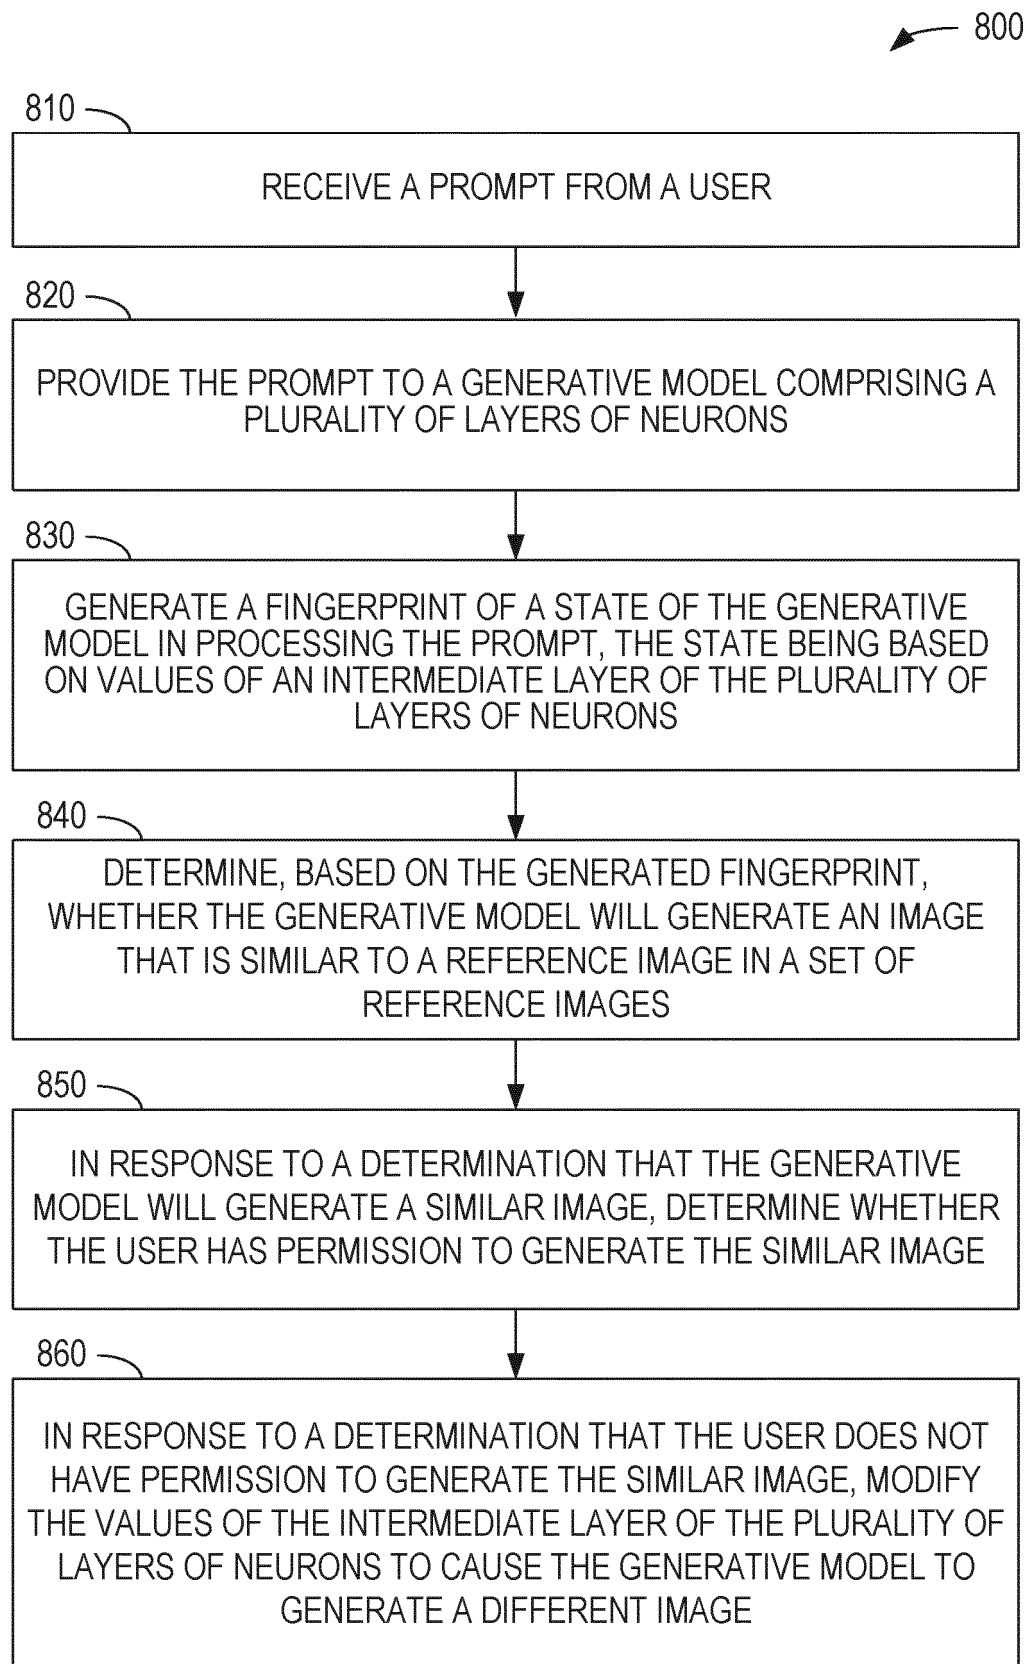 800
810
RECEIVE A PROMPT FROM A USER
820
PROVIDE THE PROMPT TO A GENERATIVE MODEL COMPRISING A
PLURALITY OF LAYERS OF NEURONS
830
GENERATE A FINGERPRINT OF A STATE OF THE GENERATIVE
MODEL IN PROCESSING THE PROMPT, THE STATE BEING BASED
ON VALUES OF AN INTERMEDIATE LAYER OF THE PLURALITY OF
LAYERS OF NEURONS
840
DETERMINE, BASED ON THE GENERATED FINGERPRINT,
WHETHER THE GENERATIVE MODEL WILL GENERATE AN IMAGE
THAT IS SIMILAR TO A REFERENCE IMAGE IN A SET OF
REFERENCE IMAGES
850
IN RESPONSE TO A DETERMINATION THAT THE GENERATIVE
MODEL WILL GENERATE A SIMILAR IMAGE, DETERMINE WHETHER
THE USER HAS PERMISSION TO GENERATE THE SIMILAR IMAGE
860
IN RESPONSE TO A DETERMINATION THAT THE USER DOES NOT
HAVE PERMISSION TO GENERATE THE SIMILAR IMAGE, MODIFY
THE VALUES OF THE INTERMEDIATE LAYER OF THE PLURALITY OF
LAYERS OF NEURONS TO CAUSE THE GENERATIVE MODEL TO
GENERATE A DIFFERENT IMAGE